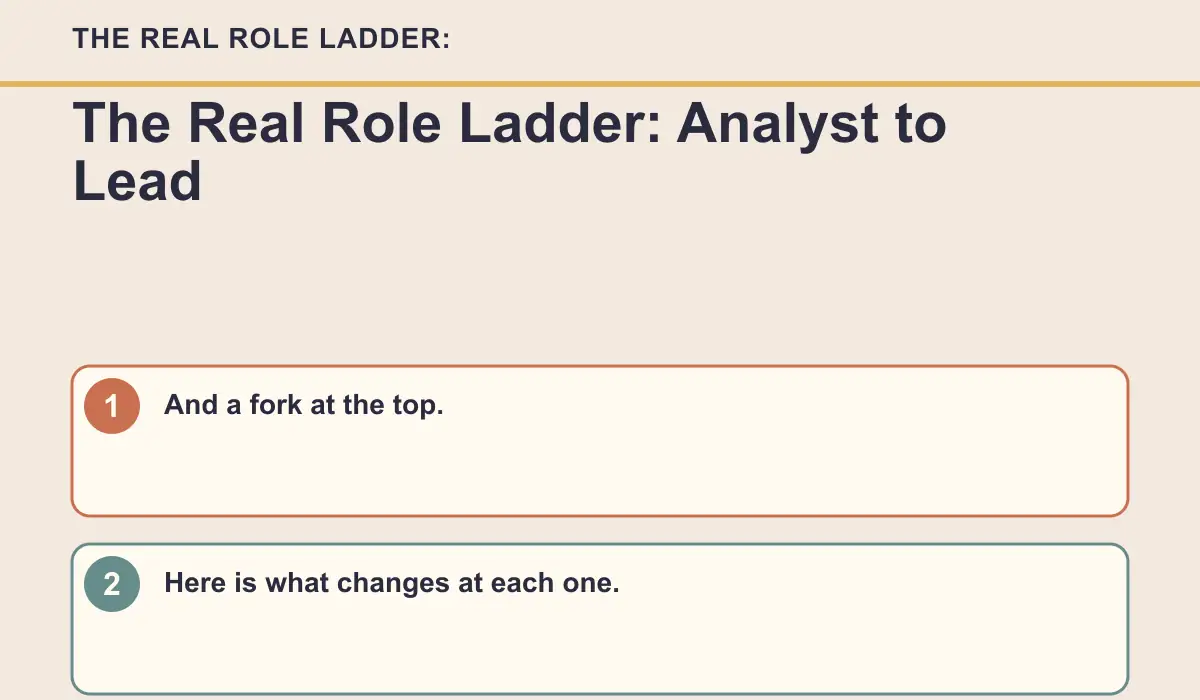 THE REAL ROLE LADDER:
The Real Role Ladder: Analyst to
Lead
1
And a fork at the top.
2
Here is what changes at each one.